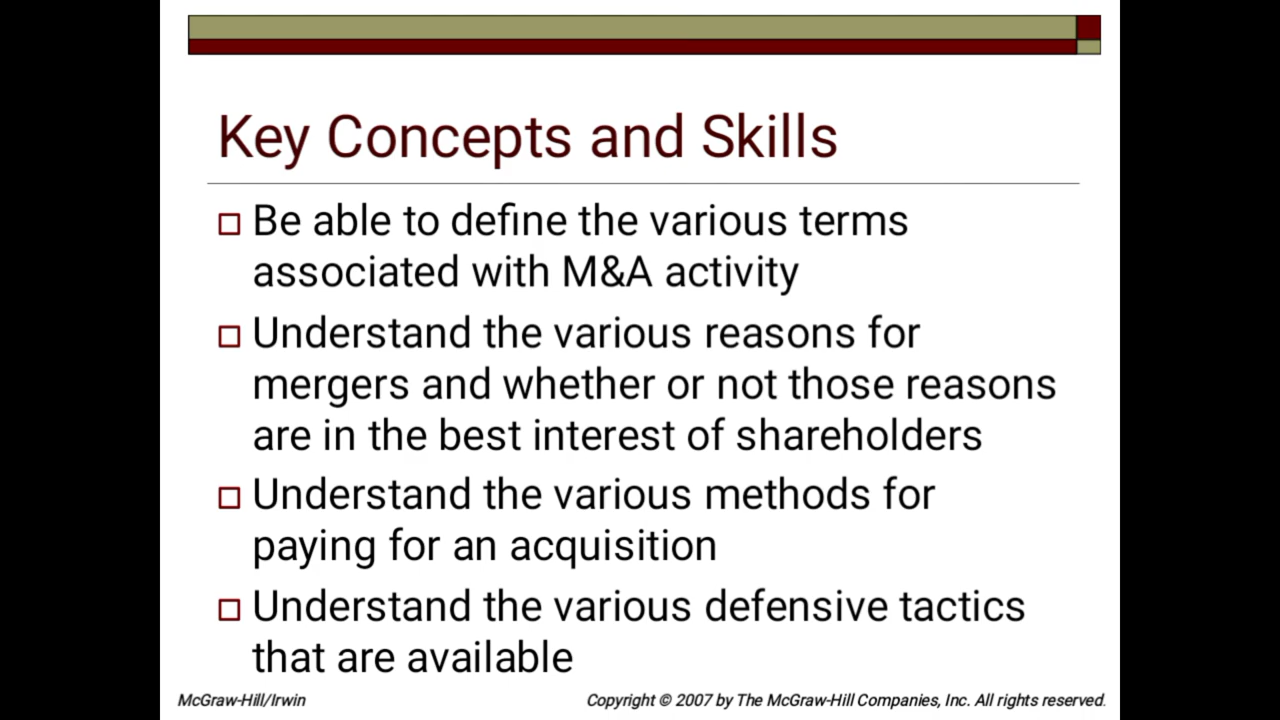 Key Concepts and Skills
Be able to define the various terms
associated with M&A activity
Understand the various reasons for
mergers and whether or not those reasons
are in the best interest of shareholders
Understand the various methods for
paying for an acquisition
Understand the various defensive tactics
that are available
McGraw-Hill/Irwin
Copyright © 2007 by The McGraw-Hill Companies, Inc. All rights reserved.